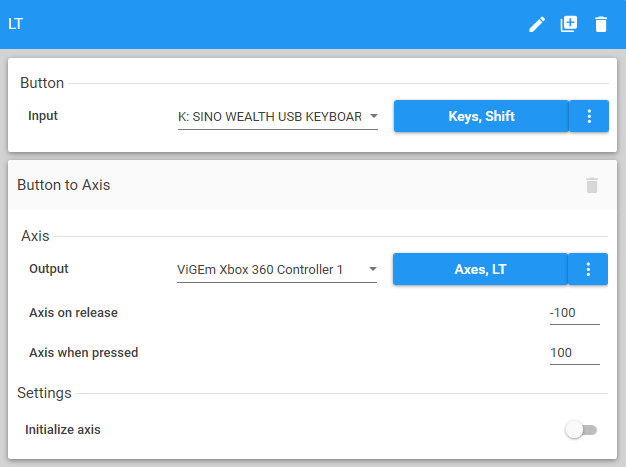 LT
Button
Input K: SINO WEALTH USB KEYBOAR Keys, Shift
Button to Axis
Axis
Output ViGEm Xbox 360 Controller 1 Axes, LT
Axis on release -100
Axis when pressed 100
Settings
Initialize axis